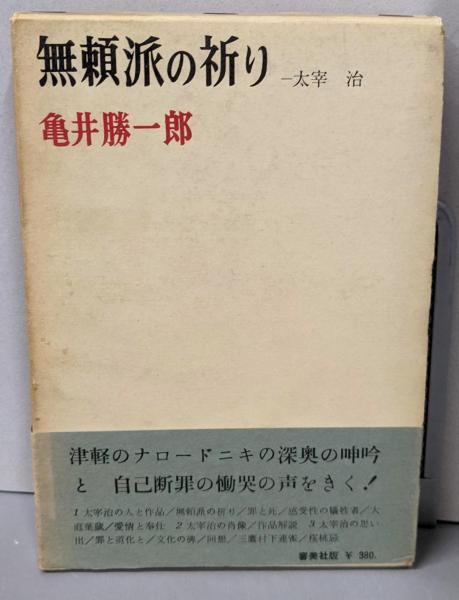 無頼派の祈り —太宰 治
亀井勝一郎
津軽のナロードニキの深奥の呻吟
と 自己断罪の慟哭の声をきく！
1 太宰治の人と作品／無頼派の祈り／罪と死／感受性の犠牲者／大
庭葉蔵／愛情と奉仕 2 太宰治の肖像／作品解説 3 太宰治の思い
出／罪と道化と／文化の碑／回想／三鷹村下連雀／桜桃忌
審美社版 ￥ 380.